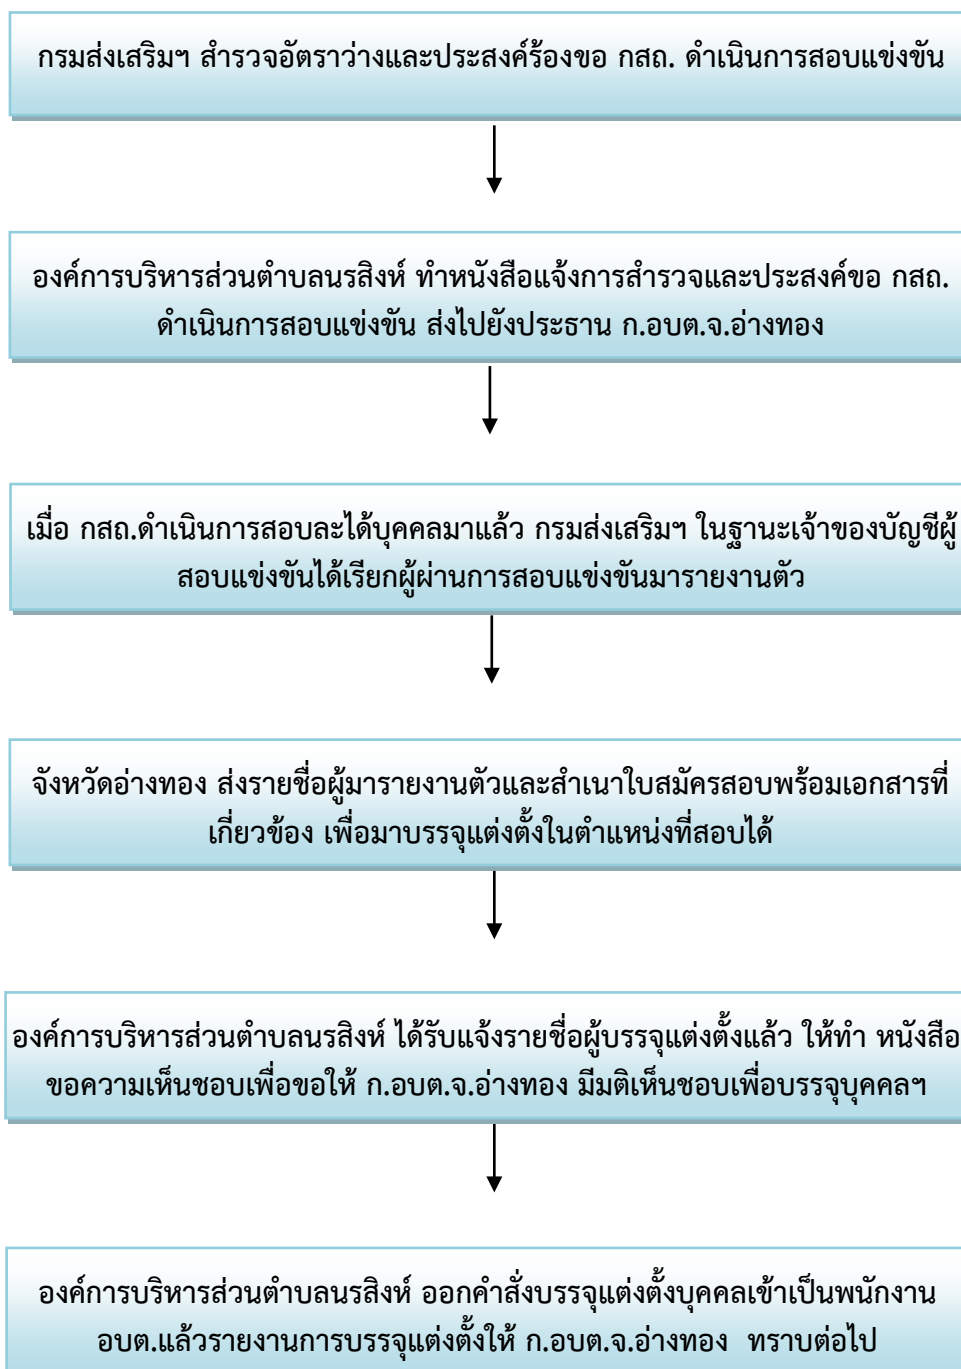 กรมส่งเสริมฯ สำรวจอัตราว่างและประสงค์ร้องขอ กสถ. ดำเนินการสอบแข่งขัน
องค์การบริหารส่วนตำบลนรสิงห์ ทำหนังสือแจ้งการสำรวจและประสงค์ขอ กสถ.
ดำเนินการสอบแข่งขัน ส่งไปยังประธาน ก.อบต.จ.อ่างทอง
เมื่อ กสถ.ดำเนินการสอบละได้บุคคลมาแล้ว กรมส่งเสริมฯ ในฐานะเจ้าของบัญชีผู้
สอบแข่งขันได้เรียกผู้ผ่านการสอบแข่งขันมารายงานตัว
จังหวัดอ่างทอง ส่งรายชื่อผู้มารายงานตัวและสำเนาใบสมัครสอบพร้อมเอกสารที่
เกี่ยวข้อง เพื่อมาบรรจุแต่งตั้งในตำแหน่งที่สอบได้
องค์การบริหารส่วนตำบลนรสิงห์ ได้รับแจ้งรายชื่อผู้บรรจุแต่งตั้งแล้ว ให้ทำ หนังสือ
ขอความเห็นชอบเพื่อขอให้ ก.อบต.จ.อ่างทอง มีมติเห็นชอบเพื่อบรรจุบุคคลฯ
องค์การบริหารส่วนตำบลนรสิงห์ ออกคำสั่งบรรจุแต่งตั้งบุคคลเข้าเป็นพนักงาน
อบต.แล้วรายงานการบรรจุแต่งตั้งให้ ก.อบต.จ.อ่างทอง ทราบต่อไป